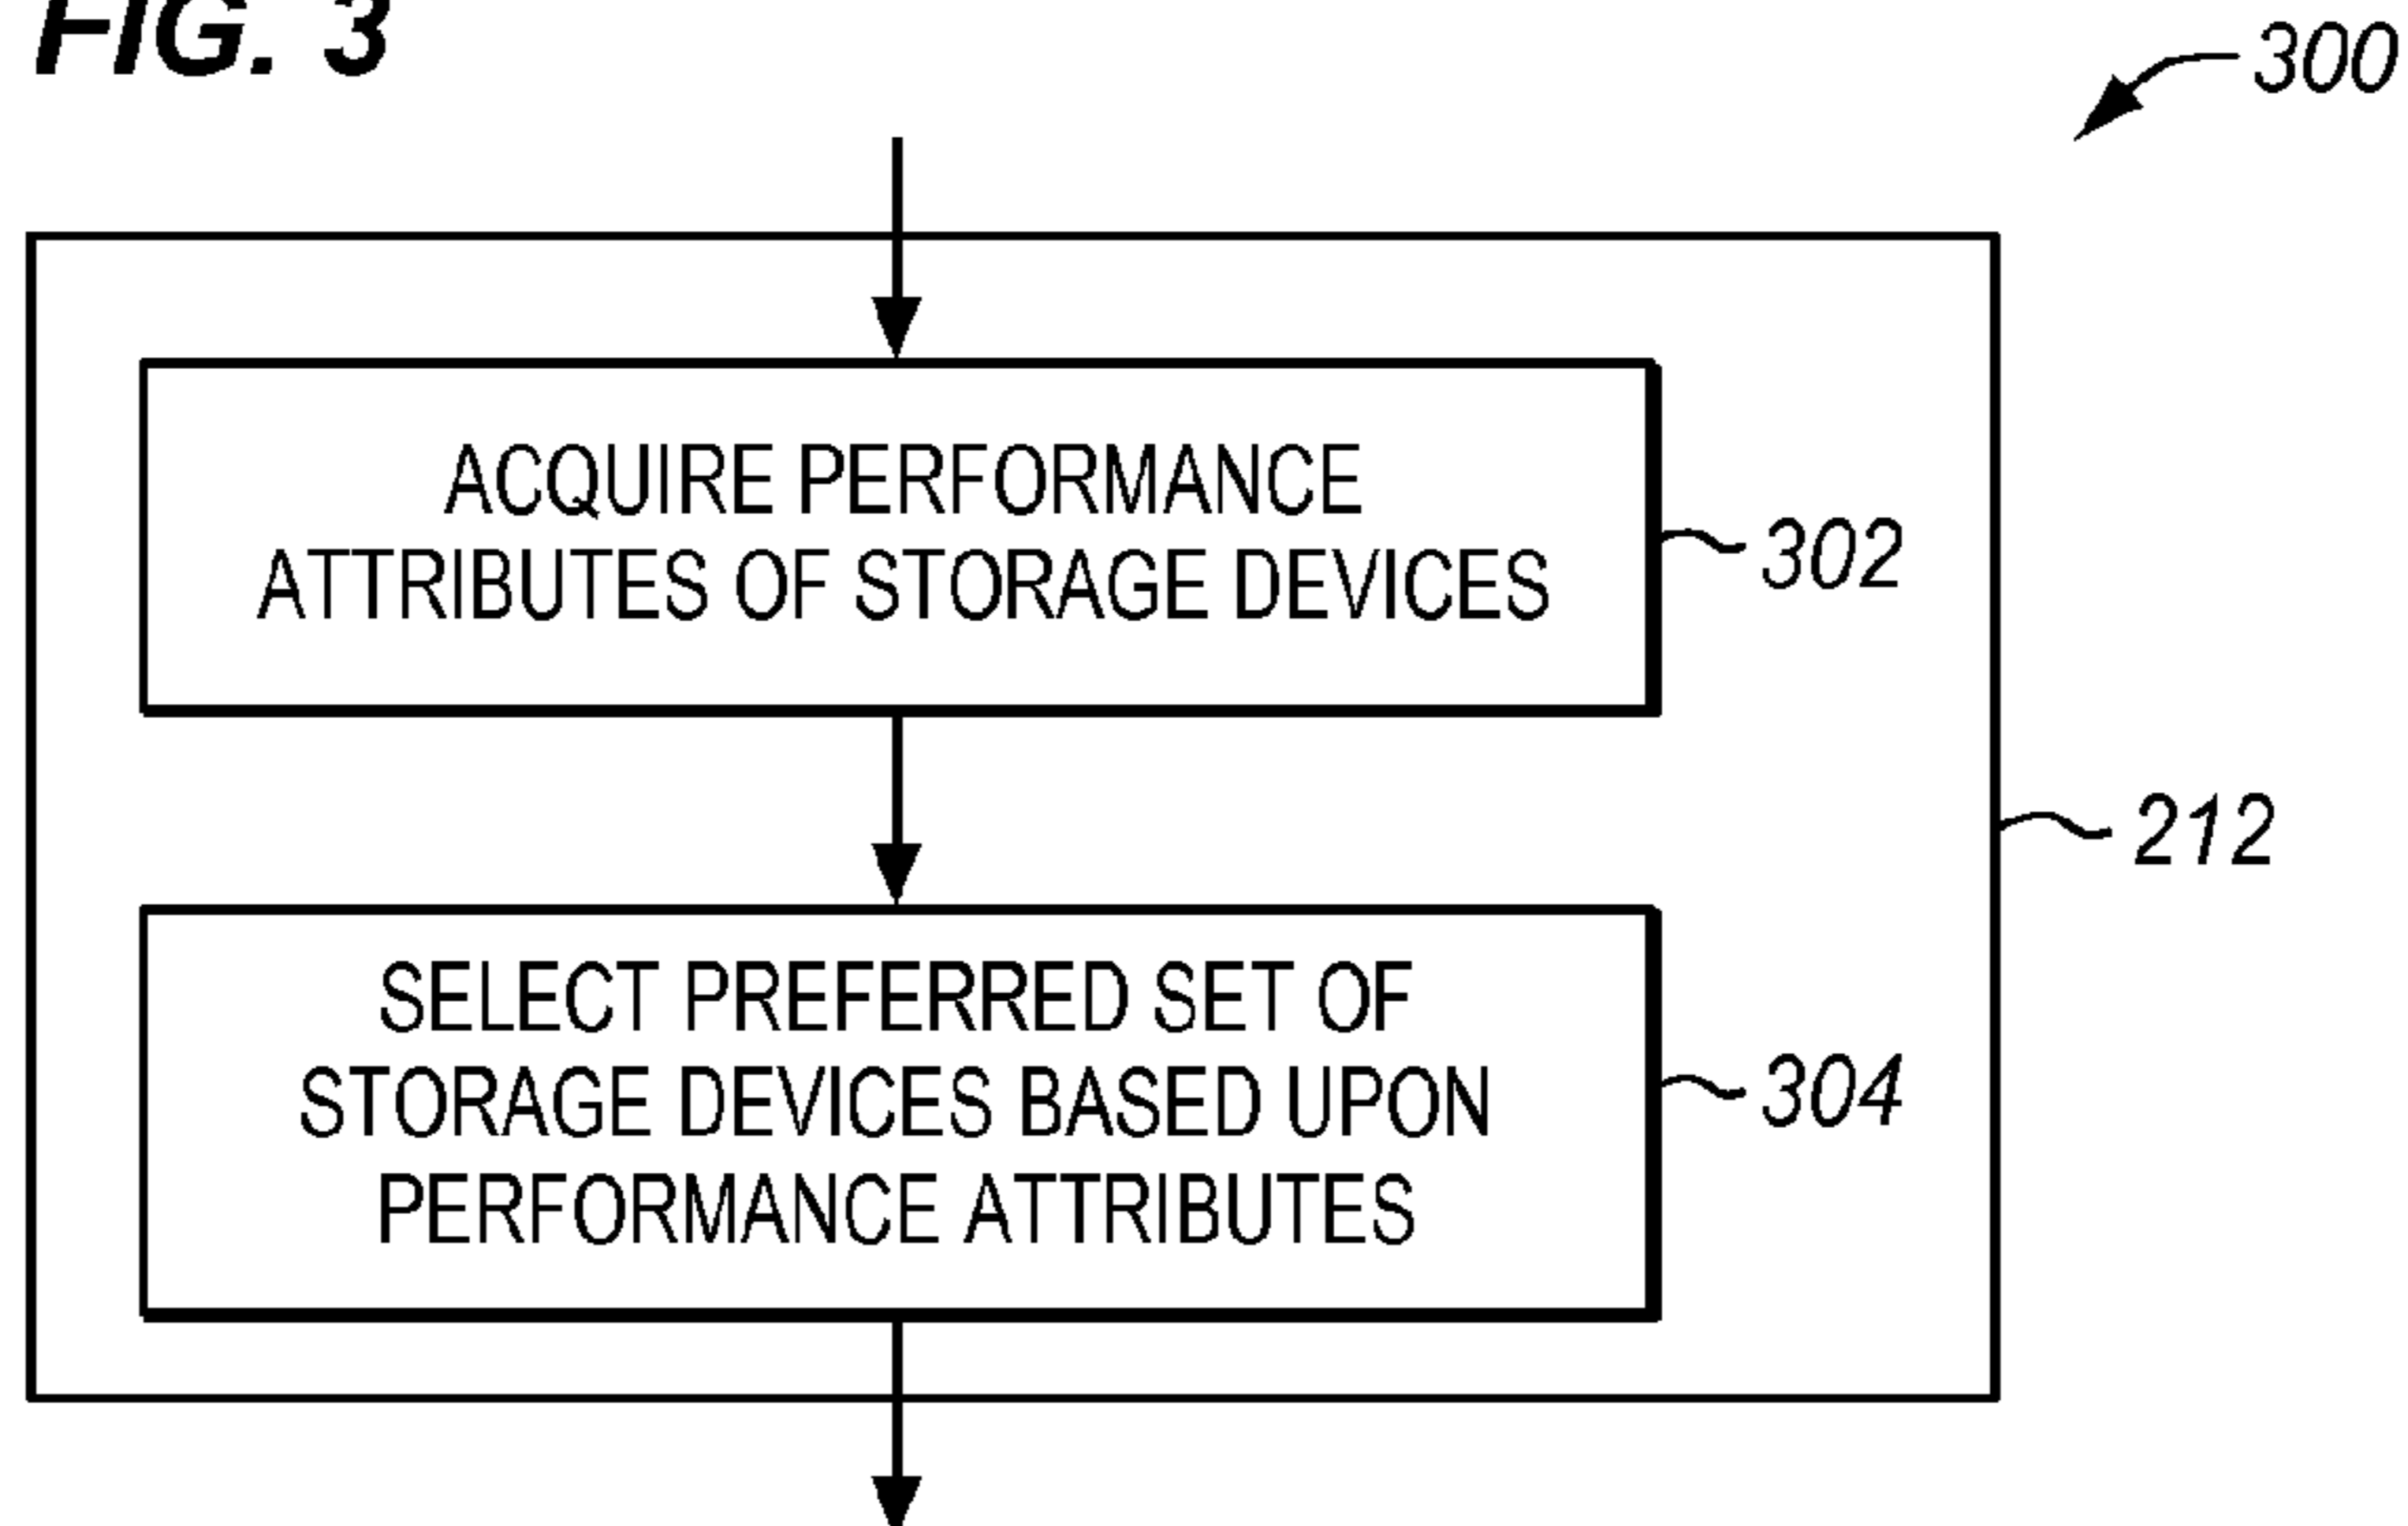 FIG. 3
300
ACQUIRE PERFORMANCE
ATTRIBUTES OF STORAGE DEVICES
302
212
SELECT PREFERRED SET OF
STORAGE DEVICES BASED UPON
PERFORMANCE ATTRIBUTES
304